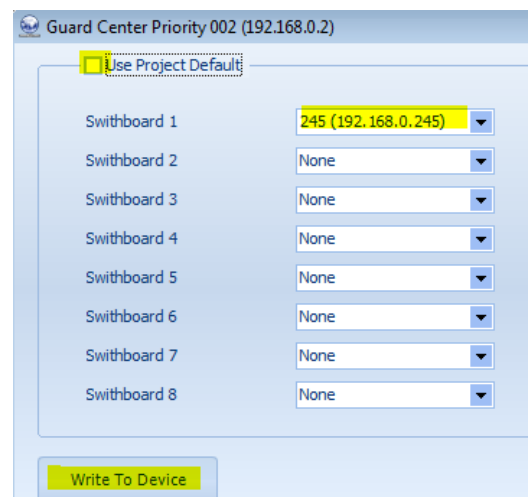 Guard Center Priority 002 (192.168.0.2)
Use Project Default
Swithboard 1 245 (192.168.0.245)
Swithboard 2 None
Swithboard 3 None
Swithboard 4 None
Swithboard 5 None
Swithboard 6 None
Swithboard 7 None
Swithboard 8 None
Write To Device